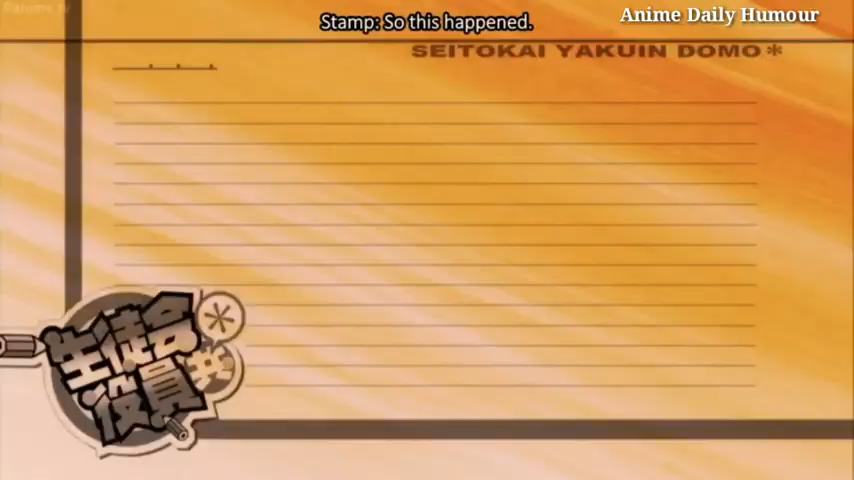 Stamp: So this happened.
Anime Daily Humour
SEITOKAI YAKUIN DOMO*
生徒会
役員共
*